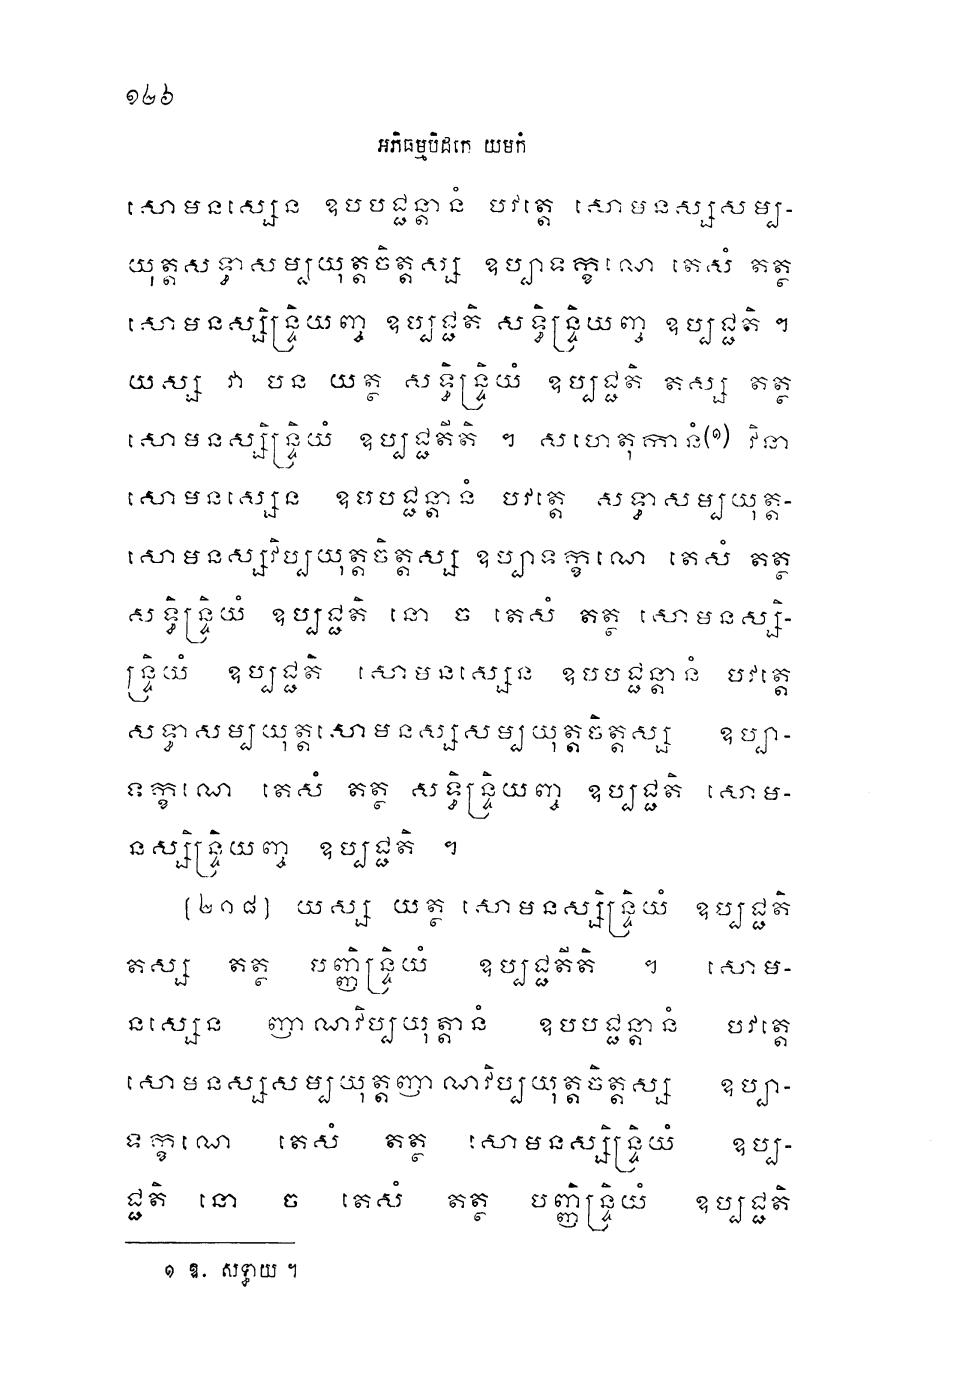 ១២៦
អភិធម្មបិដកេ យមកំ
សោមនស្សេន ឧបបជ្ជន្តានំ បវត្តេ សោមនស្សសម្ប-
យុត្តសទ្ធាសម្បយុត្តចិត្តស្ស ឧប្បាទក្ខណេ តេសំ តត្ថ
សោមនស្សិន្ទ្រិយញ្ច ឧប្បជ្ជតិ សទ្ធិន្ទ្រិយញ្ច ឧប្បជ្ជតិ ។
យស្ស វា បន យត្ថ សទ្ធិន្ទ្រិយំ ឧប្បជ្ជតិ តស្ស តត្ថ
សោមនស្សិន្ទ្រិយំ ឧប្បជ្ជតីតិ ។ សហេតុកានំ(១) វិនា
សោមនស្សេន ឧបបជ្ជន្តានំ បវត្តេ សទ្ធាសម្បយុត្ត-
សោមនស្សវិប្បយុត្តចិត្តស្ស ឧប្បាទក្ខណេ តេសំ តត្ថ
សទ្ធិន្ទ្រិយំ ឧប្បជ្ជតិ នោ ច តេសំ តត្ថ សោមនស្សិ-
ន្ទ្រិយំ ឧប្បជ្ជតិ សោមនស្សេន ឧបបជ្ជន្តានំ បវត្តេ
សទ្ធាសម្បយុត្តសោមនស្សសម្បយុត្តចិត្តស្ស ឧប្បា-
ទក្ខណេ តេសំ តត្ថ សទ្ធិន្ទ្រិយញ្ច ឧប្បជ្ជតិ សោម-
នស្សិន្ទ្រិយញ្ច ឧប្បជ្ជតិ ។
(២១៨) យស្ស យត្ថ សោមនស្សិន្ទ្រិយំ ឧប្បជ្ជតិ
តស្ស តត្ថ បញ្ញិន្ទ្រិយំ ឧប្បជ្ជតីតិ ។ សោម-
នស្សេន ញាណវិប្បយុត្តានំ ឧបបជ្ជន្តានំ បវត្តេ
សោមនស្សសម្បយុត្តញាណវិប្បយុត្តចិត្តស្ស ឧប្បា-
ទក្ខណេ តេសំ តត្ថ សោមនស្សិន្ទ្រិយំ ឧប្ប-
ជ្ជតិ នោ ច តេសំ តត្ថ បញ្ញិន្ទ្រិយំ ឧប្បជ្ជតិ
១ ឱ. សទ្ធាយ ។